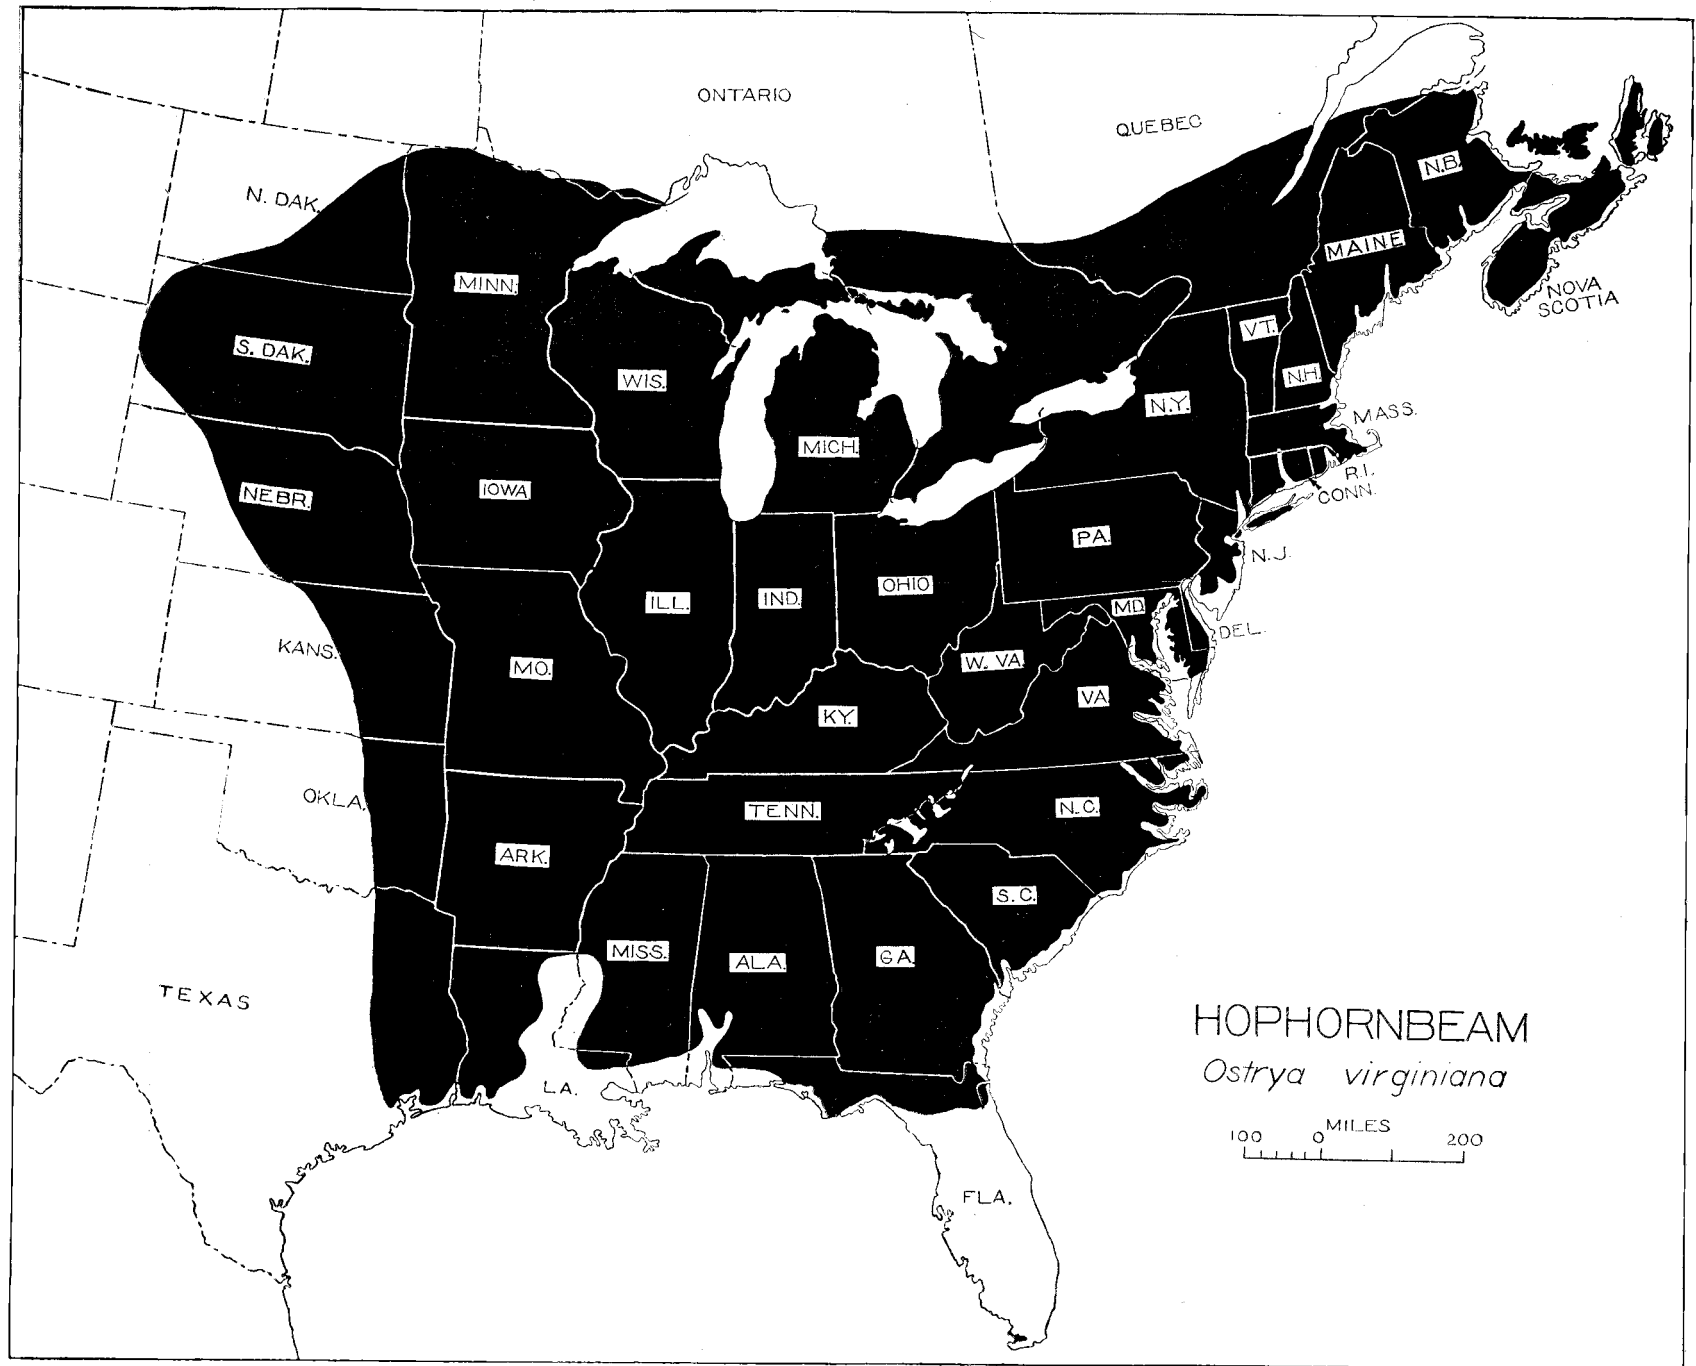 ONTARIO
QUEBEC
N. DAK.
N.B.
MAINE
MINN.
NOVA
SCOTIA
S. DAK.
VT.
WIS.
N.H.
N.Y.
MASS.
MICH.
R.I.
CONN.
NEBR.
IOWA
PA.
N.J.
OHIO
ILL.
IND.
MD.
DEL.
KANS.
MO.
W. VA.
VA.
KY.
OKLA.
TENN.
N.C.
ARK.
S.C.
MISS.
ALA.
GA.
TEXAS
LA.
FLA.
HOPHORNBEAM
Ostrya virginiana
MILES
100 0 200